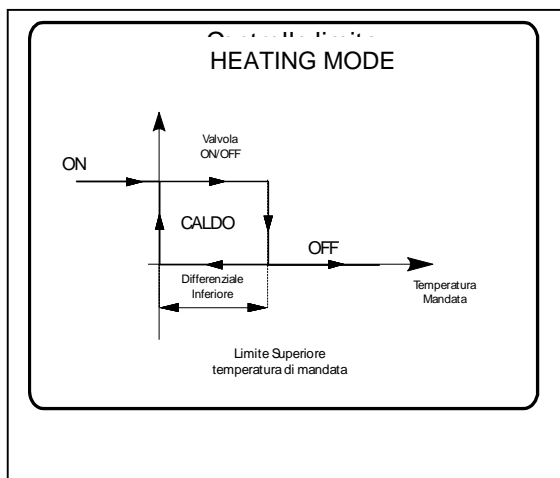 HEATING MODE
Valvola
ON/OFF
ON
CALDO
OFF
Differenziale
Inferiore
Temperatura
Mandata
Limite Superiore
temperatura di mandata